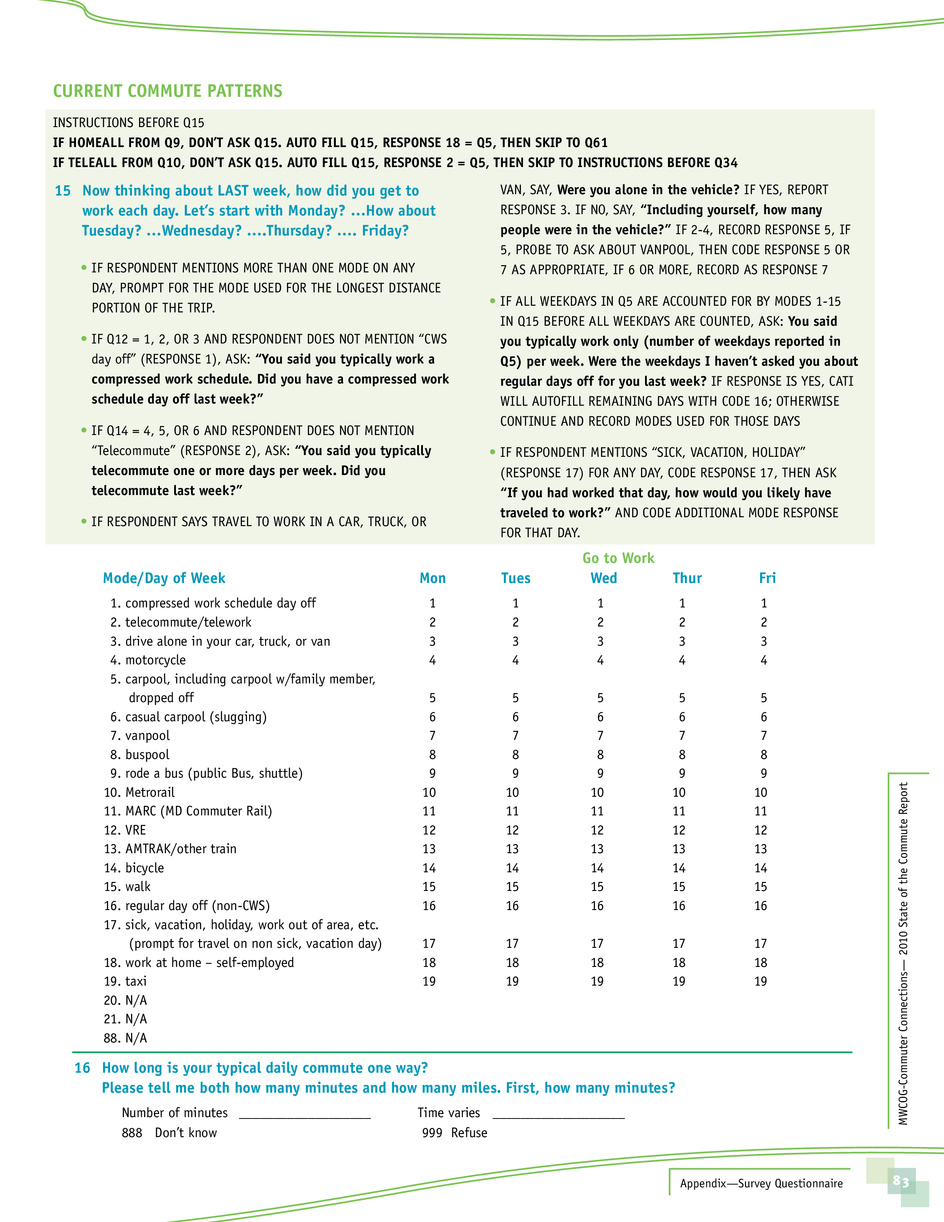 CURRENT COMMUTE PATTERNS
INSTRUCTIONS BEFORE Q15
IF HOMEALL FROM Q9, DON’T ASK Q15. AUTO FILL Q15, RESPONSE 18 = Q5, THEN SKIP TO Q61
IF TELEALL FROM Q10, DON’T ASK Q15. AUTO FILL Q15, RESPONSE 2 = Q5, THEN SKIP TO INSTRUCTIONS BEFORE Q34
15 Now thinking about LAST week, how did you get to
work each day. Let’s start with Monday? ...How about
Tuesday? ...Wednesday? ....Thursday? .... Friday?
• IF RESPONDENT MENTIONS MORE THAN ONE MODE ON ANY
DAY, PROMPT FOR THE MODE USED FOR THE LONGEST DISTANCE
PORTION OF THE TRIP.
• IF Q12 = 1, 2, OR 3 AND RESPONDENT DOES NOT MENTION “CWS
day off” (RESPONSE 1), ASK: “You said you typically work a
compressed work schedule. Did you have a compressed work
schedule day off last week?”
• IF Q14 = 4, 5, OR 6 AND RESPONDENT DOES NOT MENTION
“Telecommute” (RESPONSE 2), ASK: “You said you typically
telecommute one or more days per week. Did you
telecommute last week?”
• IF RESPONDENT SAYS TRAVEL TO WORK IN A CAR, TRUCK, OR
VAN, SAY, Were you alone in the vehicle? IF YES, REPORT
RESPONSE 3. IF NO, SAY, “Including yourself, how many
people were in the vehicle?” IF 2-4, RECORD RESPONSE 5, IF
5, PROBE TO ASK ABOUT VANPOOL, THEN CODE RESPONSE 5 OR
7 AS APPROPRIATE, IF 6 OR MORE, RECORD AS RESPONSE 7
• IF ALL WEEKDAYS IN Q5 ARE ACCOUNTED FOR BY MODES 1-15
IN Q15 BEFORE ALL WEEKDAYS ARE COUNTED, ASK: You said
you typically work only (number of weekdays reported in
Q5) per week. Were the weekdays I haven’t asked you about
regular days off for you last week? IF RESPONSE IS YES, CATI
WILL AUTOFILL REMAINING DAYS WITH CODE 16; OTHERWISE
CONTINUE AND RECORD MODES USED FOR THOSE DAYS
• IF RESPONDENT MENTIONS “SICK, VACATION, HOLIDAY”
(RESPONSE 17) FOR ANY DAY, CODE RESPONSE 17, THEN ASK
“If you had worked that day, how would you likely have
traveled to work?” AND CODE ADDITIONAL MODE RESPONSE
FOR THAT DAY.
Go to Work
Mode/Day of Week Mon Tues Wed Thur Fri
1. compressed work schedule day off 1 1 1 1 1
2. telecommute/telework 2 2 2 2 2
3. drive alone in your car, truck, or van 3 3 3 3 3
4. motorcycle 4 4 4 4 4
5. carpool, including carpool w/family member,
dropped off 5 5 5 5 5
6. casual carpool (slugging) 6 6 6 6 6
7. vanpool 7 7 7 7 7
8. buspool 8 8 8 8 8
9. rode a bus (public Bus, shuttle) 9 9 9 9 9
10. Metrorail 10 10 10 10 10
11. MARC (MD Commuter Rail) 11 11 11 11 11
12. VRE 12 12 12 12 12
13. AMTRAK/other train 13 13 13 13 13
14. bicycle 14 14 14 14 14
15. walk 15 15 15 15 15
16. regular day off (non-CWS) 16 16 16 16 16
17. sick, vacation, holiday, work out of area, etc.
(prompt for travel on non sick, vacation day) 17 17 17 17 17
18. work at home – self-employed 18 18 18 18 18
19. taxi 19 19 19 19 19
20. N/A
21. N/A
88. N/A
16 How long is your typical daily commute one way?
Please tell me both how many minutes and how many miles. First, how many minutes?
Number of minutes ____________________ Time varies ____________________
888 Don’t know 999 Refuse
MWCOG-Commuter Connections— 2010 State of the Commute Report
Appendix—Survey Questionnaire 83